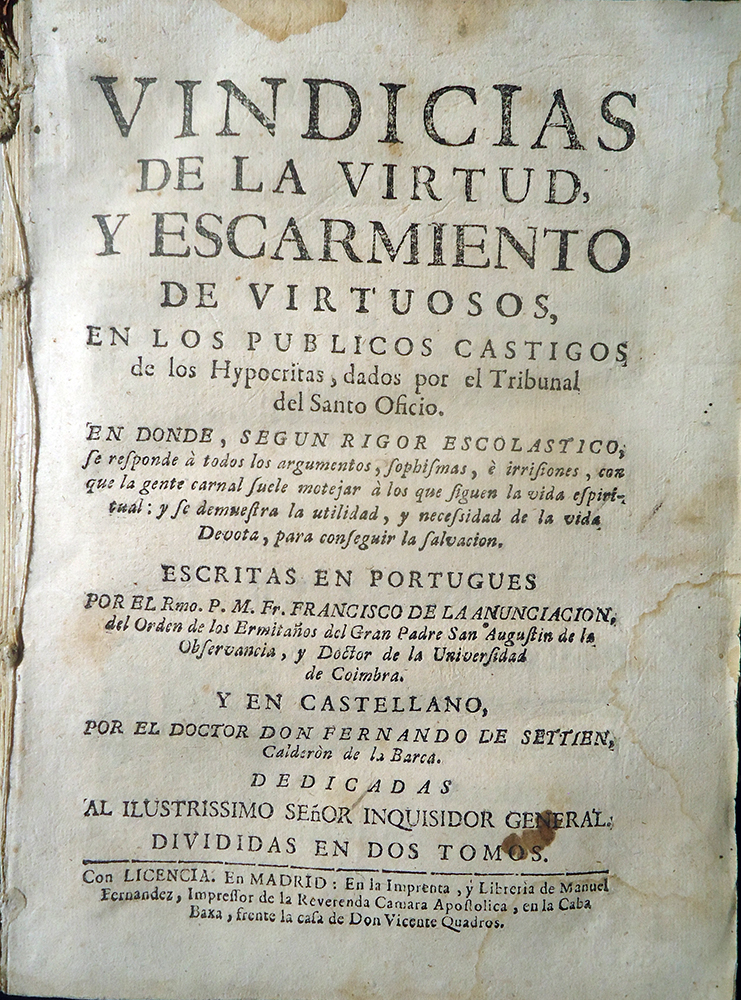 VINDICIAS
DE LA VIRTUD,
Y ESCARMIENTO
DE VIRTUOSOS,
EN LOS PUBLICOS CASTIGOS
de los Hypocritas, dados por el Tribunal
del Santo Oficio.
EN DONDE, SEGUN RIGOR ESCOLASTICO,
ſe reſponde à todos los argumentos, ſophiſmas, è irriſiones, con
que la gente carnal ſuele motejar à los que ſiguen la vida eſpiri-
tual: y ſe demueſtra la utilidad, y neceſsidad de la vida
Devota, para conſeguir la ſalvacion.
ESCRITAS EN PORTUGUES
POR EL Rmo. P. M. Fr. FRANCISCO DE LA ANUNCIACION,
del Orden de los Ermitaños del Gran Padre San Auguſtin de la
Obſervancia, y Doctor de la Univerſidad
de Coimbra.
Y EN CASTELLANO,
POR EL DOCTOR DON FERNANDO DE SETTIEN,
Calderòn de la Barca.
DEDICADAS
AL ILUSTRISSIMO SEñOR INQUISIDOR GENERAL.
DIVIDIDAS EN DOS TOMOS.
Con LICENCIA. En MADRID: En la Imprenta, y Libreria de Manuel
Fernandez, Impreſſor de la Reverenda Camara Apoſtolica, en la Caba
Baxa, frente la caſa de Don Vicente Quadros.